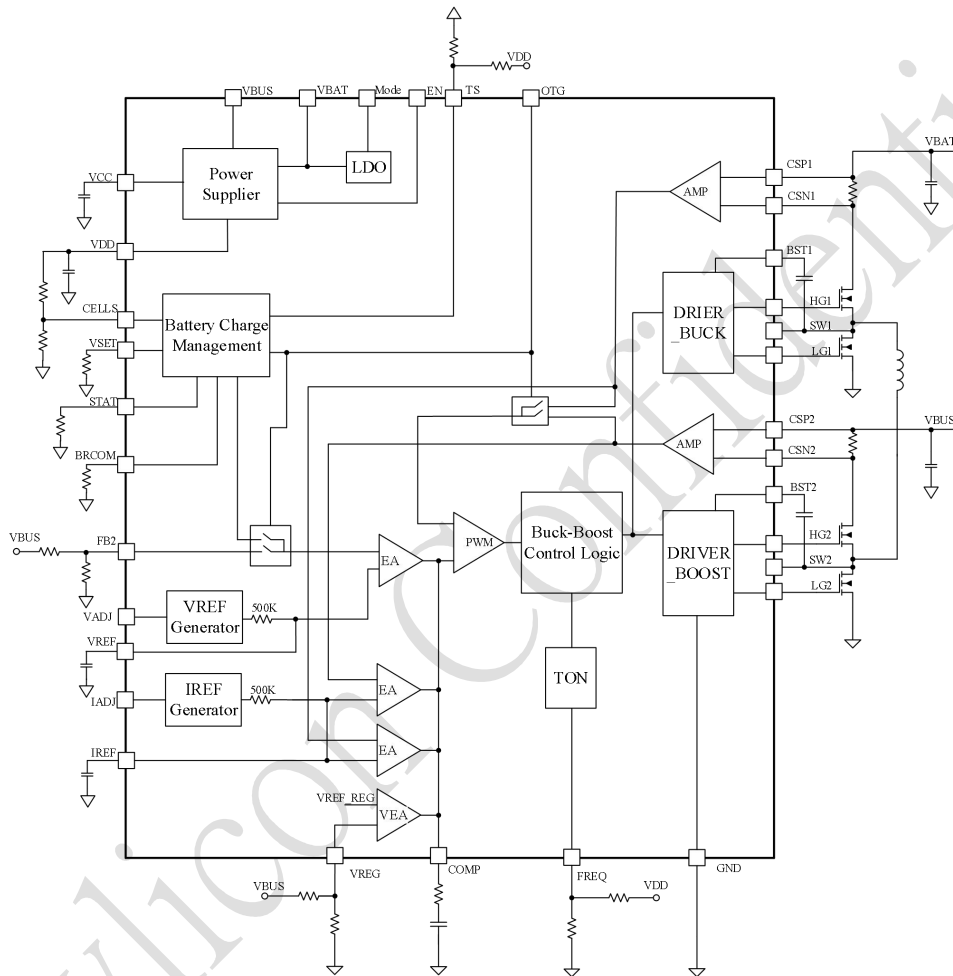 VDD
VBUS
VBAT
Mode
EN
TS
OTG
VCC
Power
Supplier
LDO
VDD
CELLS
VSET
STAT
BRCOM
Battery Charge
Management
AMP
CSP1
CSN1
VBAT
BST1
DRIER
_BUCK
HG1
SW1
LG1
AMP
CSP2
CSN2
VBUS
BST2
DRIVER
_BOOST
HG2
SW2
LG2
VBUS
FB2
EA
PWM
Buck-Boost
Control Logic
VADJ
VREF
Generator
500K
VREF
IADJ
IREF
Generator
500K
EA
TON
IREF
EA
VREF_REG
VEA
VREG
COMP
FREQ
GND
VBUS
VDD
ylicon Confidenti